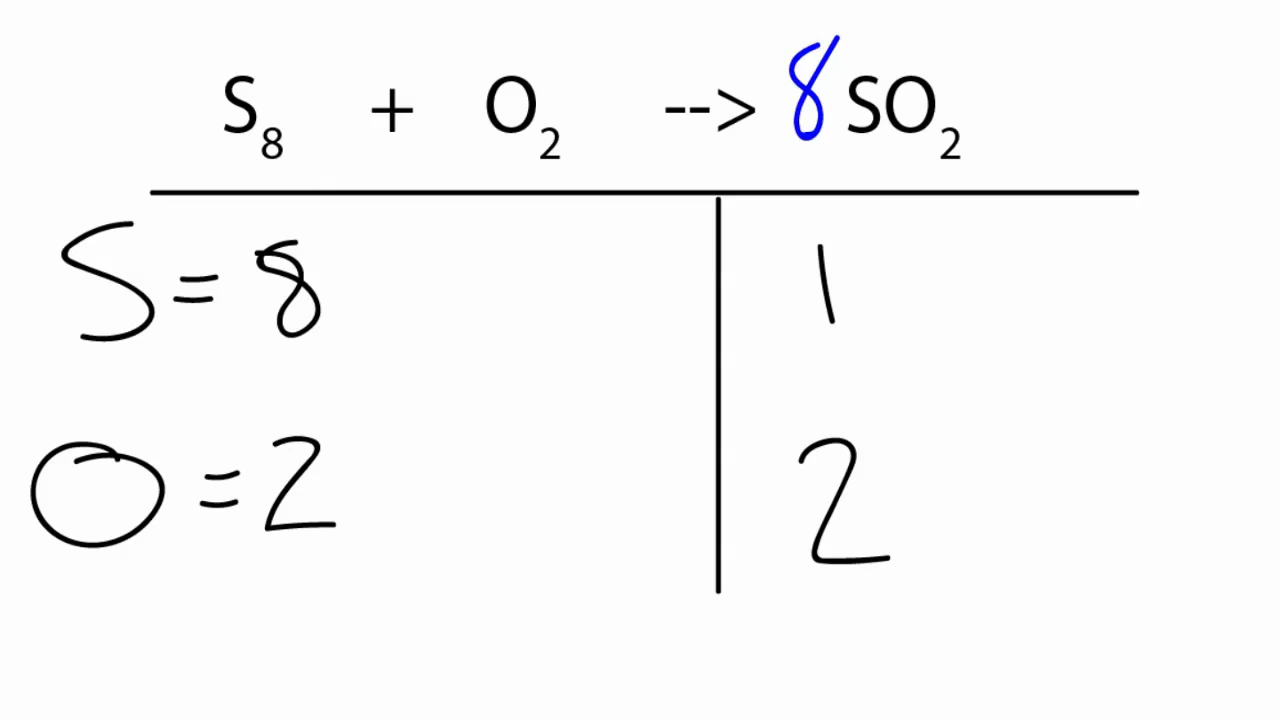 S₈ + O₂ --> 8SO₂
S = 8 1
O = 2 2